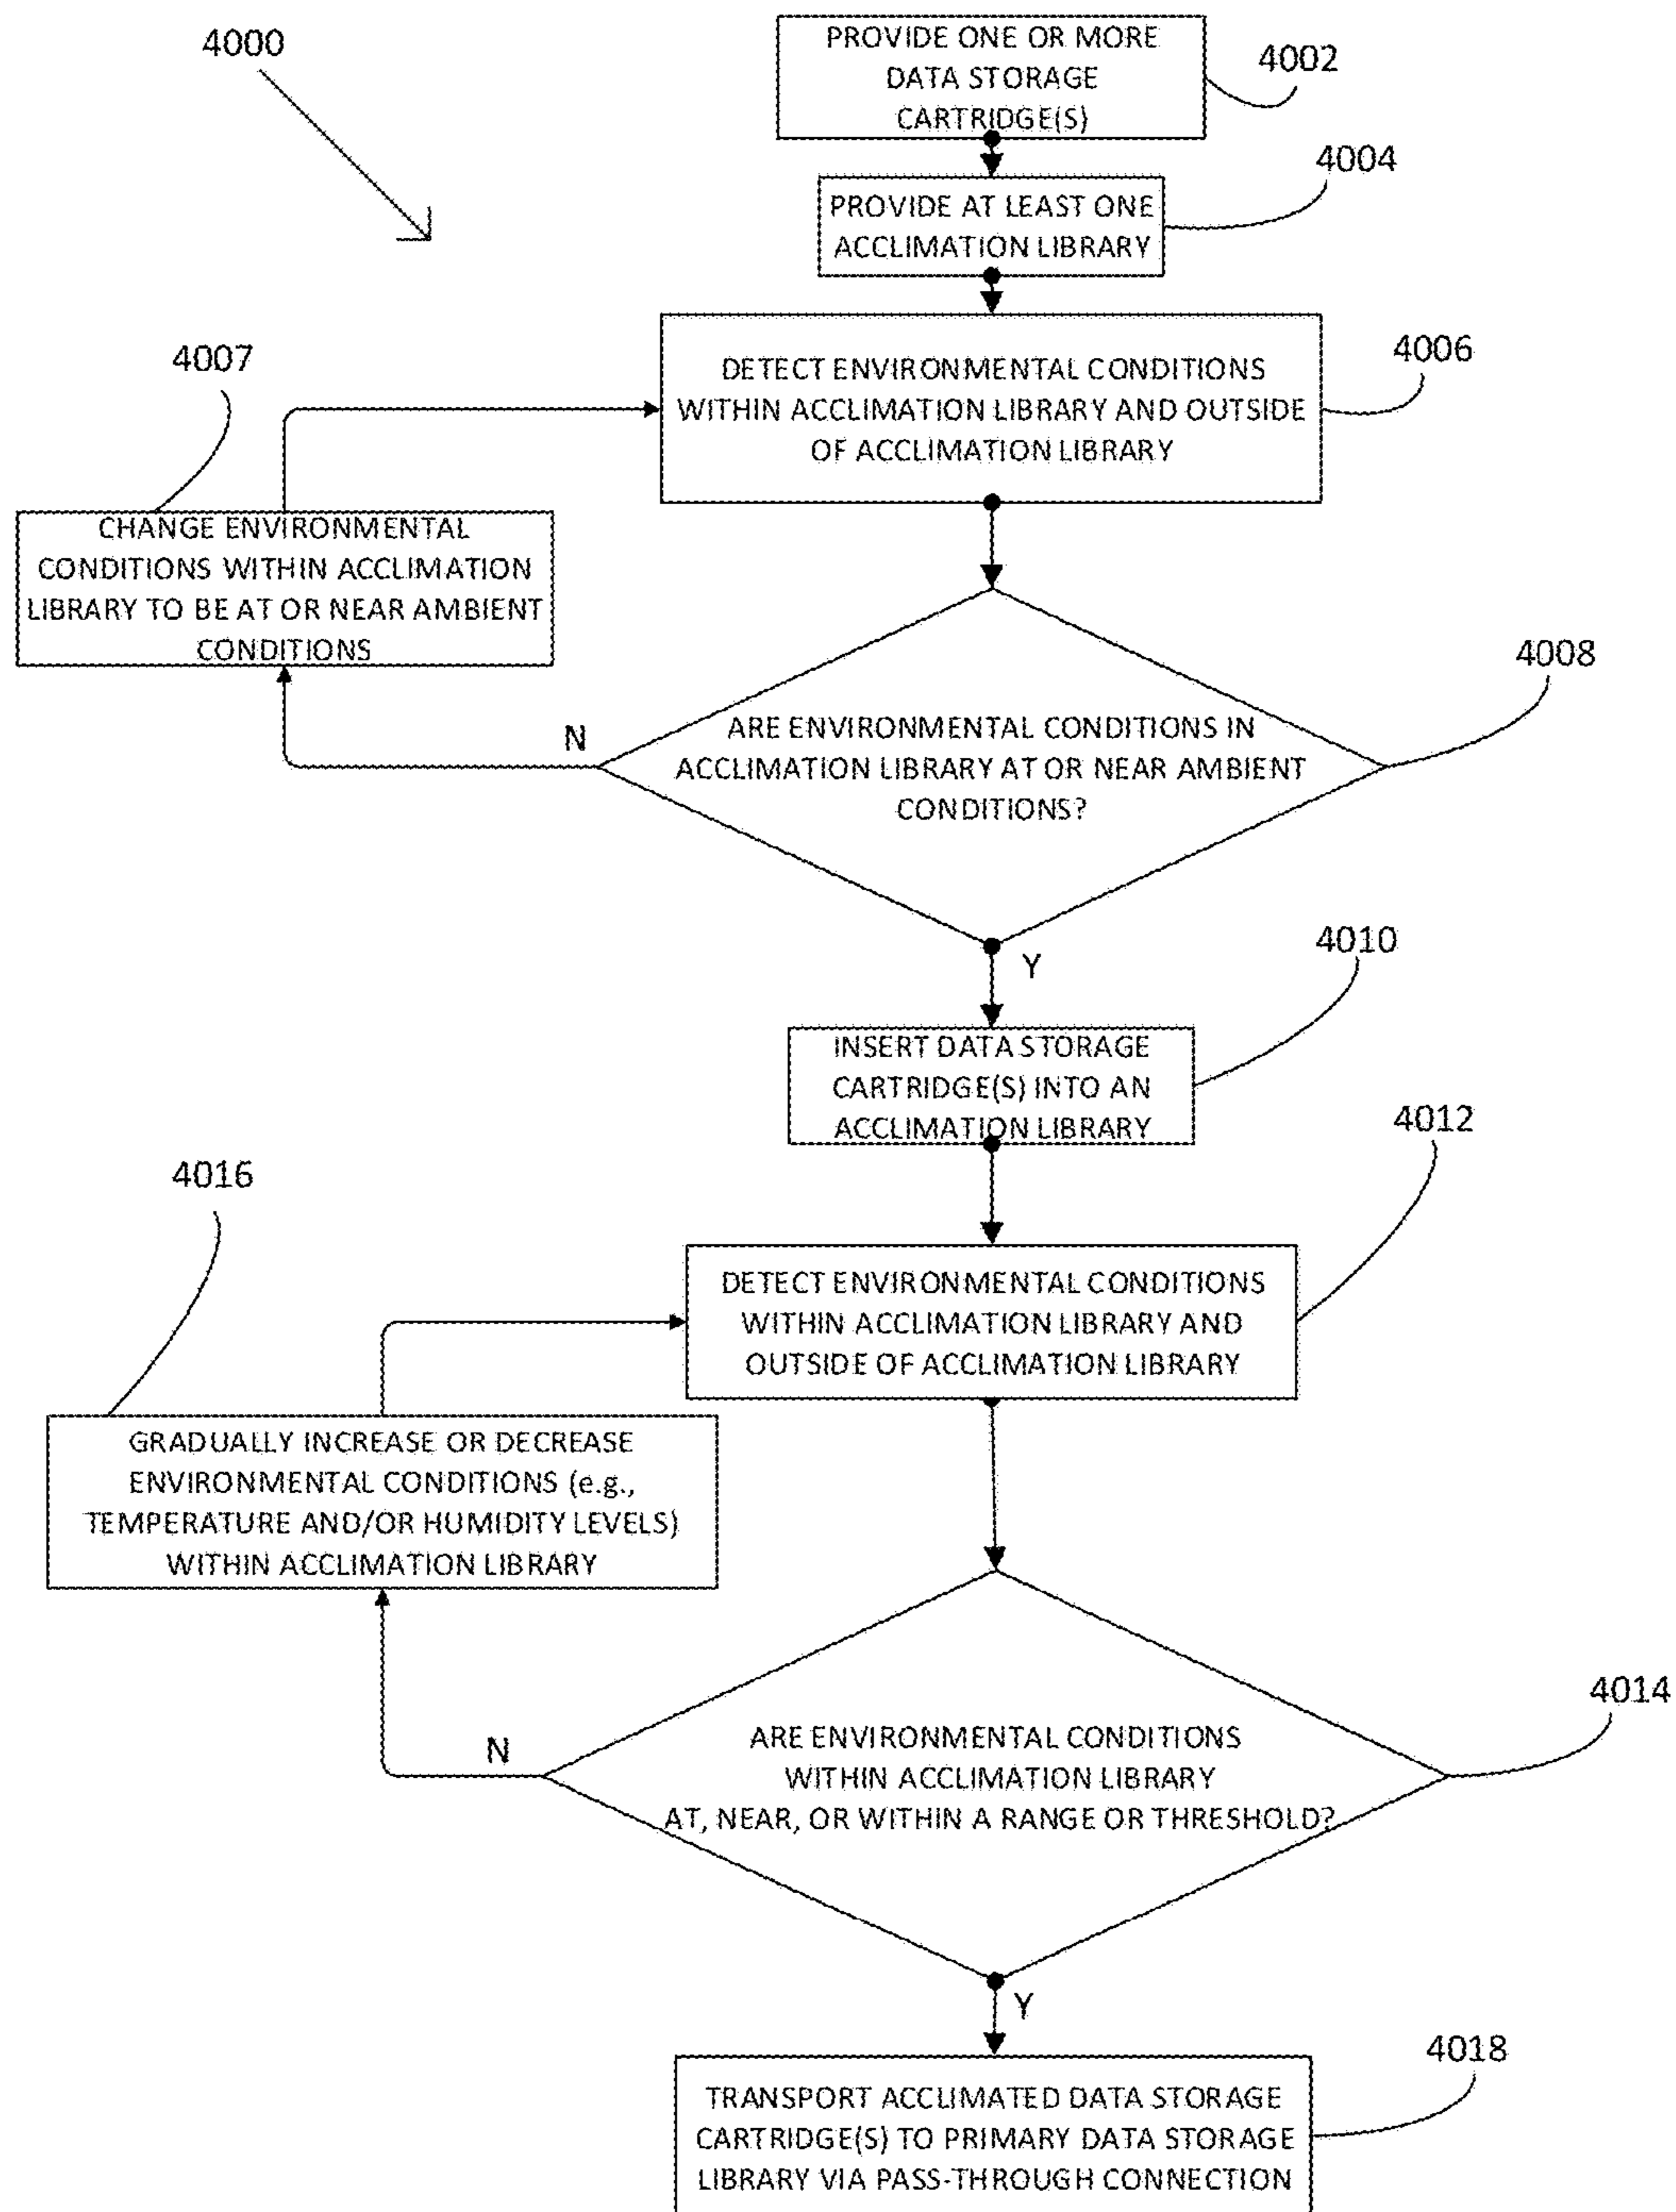 4000
PROVIDE ONE OR MORE
DATA STORAGE
CARTRIDGE(S)
4002
PROVIDE AT LEAST ONE
ACCLIMATION LIBRARY
4004
DETECT ENVIRONMENTAL CONDITIONS
WITHIN ACCLIMATION LIBRARY AND OUTSIDE
OF ACCLIMATION LIBRARY
4006
4007
CHANGE ENVIRONMENTAL
CONDITIONS WITHIN ACCLIMATION
LIBRARY TO BE AT OR NEAR AMBIENT
CONDITIONS
4008
N
ARE ENVIRONMENTAL CONDITIONS IN
ACCLIMATION LIBRARY AT OR NEAR AMBIENT
CONDITIONS?
Y
4010
INSERT DATA STORAGE
CARTRIDGE(S) INTO AN
ACCLIMATION LIBRARY
4012
DETECT ENVIRONMENTAL CONDITIONS
WITHIN ACCLIMATION LIBRARY AND
OUTSIDE OF ACCLIMATION LIBRARY
4016
GRADUALLY INCREASE OR DECREASE
ENVIRONMENTAL CONDITIONS (e.g.,
TEMPERATURE AND/OR HUMIDITY LEVELS)
WITHIN ACCLIMATION LIBRARY
4014
N
ARE ENVIRONMENTAL CONDITIONS
WITHIN ACCLIMATION LIBRARY
AT, NEAR, OR WITHIN A RANGE OR THRESHOLD?
Y
4018
TRANSPORT ACCLIMATED DATA STORAGE
CARTRIDGE(S) TO PRIMARY DATA STORAGE
LIBRARY VIA PASS-THROUGH CONNECTION